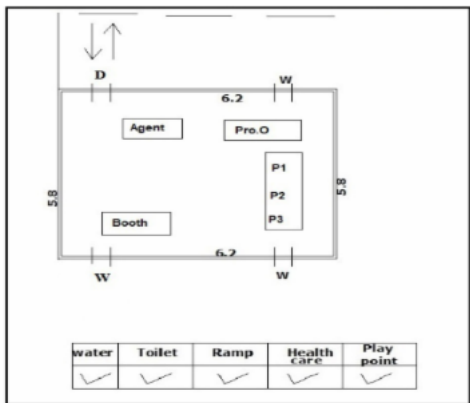 D
W
6.2
Agent
Pro.O
P1
5.8
5.8
P2
P3
Booth
6.2
W
W
water Toilet Ramp Health care Play point